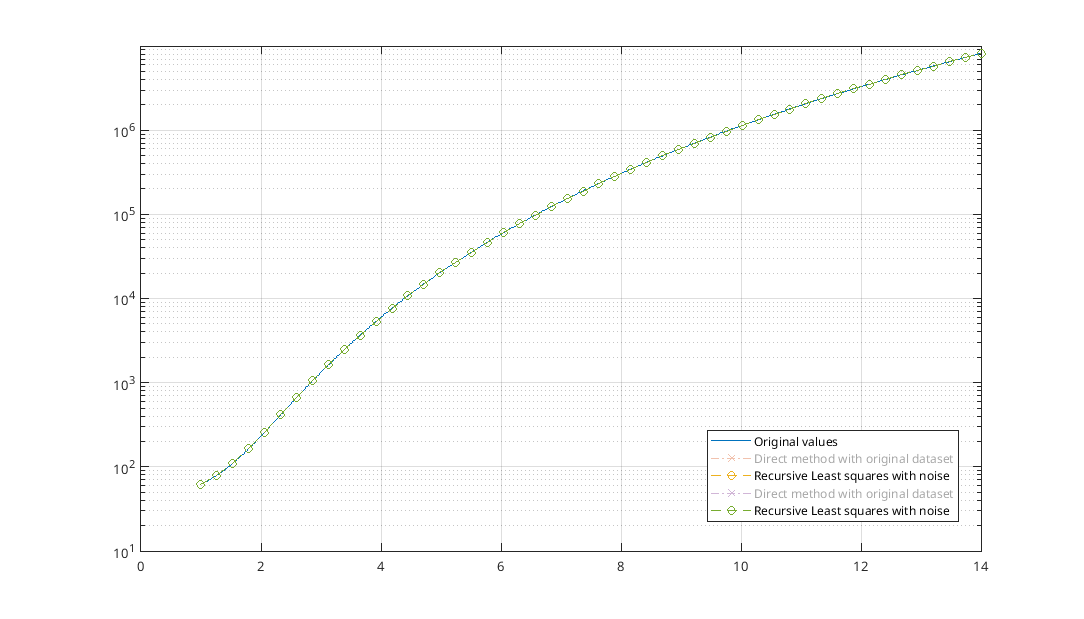 10^6
10^5
10^4
10^3
10^2
10^1
0 2 4 6 8 10 12 14
Original values
Direct method with original dataset
Recursive Least squares with noise
Direct method with original dataset
Recursive Least squares with noise